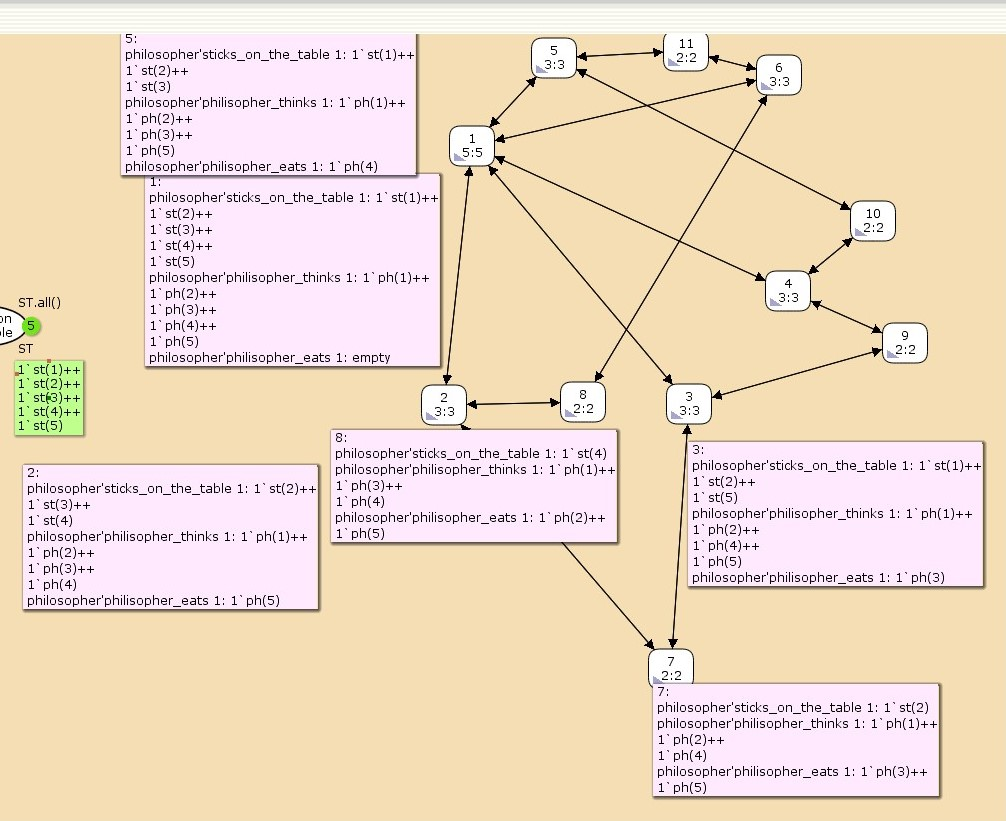 5:
philosopher'sticks_on_the_table 1: 1`st(1)++
1`st(2)++
1`st(3)
philosopher'philisopher_thinks 1: 1`ph(1)++
1`ph(2)++
1`ph(3)++
1`ph(5)
philosopher'philisopher_eats 1: 1`ph(4)
1:
philosopher'sticks_on_the_table 1: 1`st(1)++
1`st(2)++
1`st(3)++
1`st(4)++
1`st(5)
philosopher'philisopher_thinks 1: 1`ph(1)++
1`ph(2)++
1`ph(3)++
1`ph(4)++
1`ph(5)
philosopher'philisopher_eats 1: empty
5
3:3
11
2:2
6
3:3
1
5:5
10
2:2
4
3:3
9
2:2
2
3:3
8
2:2
3
3:3
ST.all()
on
ble
5
ST
1`st(1)++
1`st(2)++
1`st(3)++
1`st(4)++
1`st(5)
2:
philosopher'sticks_on_the_table 1: 1`st(2)++
1`st(3)++
1`st(4)
philosopher'philisopher_thinks 1: 1`ph(1)++
1`ph(2)++
1`ph(3)++
1`ph(4)
philosopher'philisopher_eats 1: 1`ph(5)
8:
philosopher'sticks_on_the_table 1: 1`st(4)
philosopher'philisopher_thinks 1: 1`ph(1)++
1`ph(3)++
1`ph(4)
philosopher'philisopher_eats 1: 1`ph(2)++
1`ph(5)
3:
philosopher'sticks_on_the_table 1: 1`st(1)++
1`st(2)++
1`st(5)
philosopher'philisopher_thinks 1: 1`ph(1)++
1`ph(2)++
1`ph(4)++
1`ph(5)
philosopher'philisopher_eats 1: 1`ph(3)
7
2:2
7:
philosopher'sticks_on_the_table 1: 1`st(2)
philosopher'philisopher_thinks 1: 1`ph(1)++
1`ph(2)++
1`ph(4)
philosopher'philisopher_eats 1: 1`ph(3)++
1`ph(5)